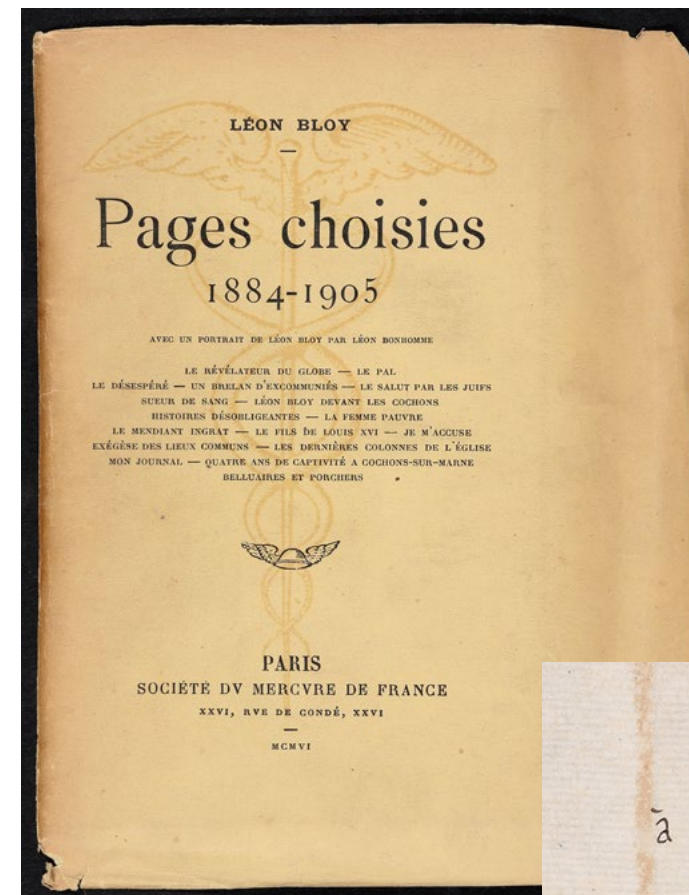 LÉON BLOY
Pages choisies
1884-1905
AVEC UN PORTRAIT DE LÉON BLOY PAR LÉON BONHOMME
LE RÉVÉLATEUR DU GLOBE — LE PAL
LE DÉSESPÉRÉ — UN BRELAN D'EXCOMMUNIÉS — LE SALUT PAR LES JUIFS
SUEUR DE SANG — LÉON BLOY DEVANT LES COCHONS
HISTOIRES DÉSOBLIGEANTES — LA FEMME PAUVRE
LE MENDIANT INGRAT — LE FILS DE LOUIS XVI — JE M'ACCUSE
EXÉGÈSE DES LIEUX COMMUNS — LES DERNIÈRES COLONNES DE L'ÉGLISE
MON JOURNAL — QUATRE ANS DE CAPTIVITÉ A COCHONS-SUR-MARNE
BELLUAIRES ET PORCHERS
PARIS
SOCIÉTÉ DV MERCVRE DE FRANCE
XXVI, RVE DE CONDÉ, XXVI
MCMVI
à